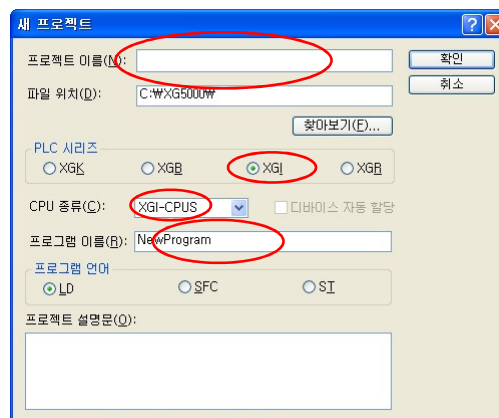 새 프로젝트
프로젝트 이름(N):
확인
파일 위치(D): C:₩XG5000₩
취소
찾아보기(F)...
PLC 시리즈
XGK XGB XGI XGR
CPU 종류(C): XGI-CPUS 디바이스 자동 할당
프로그램 이름(R): NewProgram
프로그램 언어
LD SFC ST
프로젝트 설명문(O):